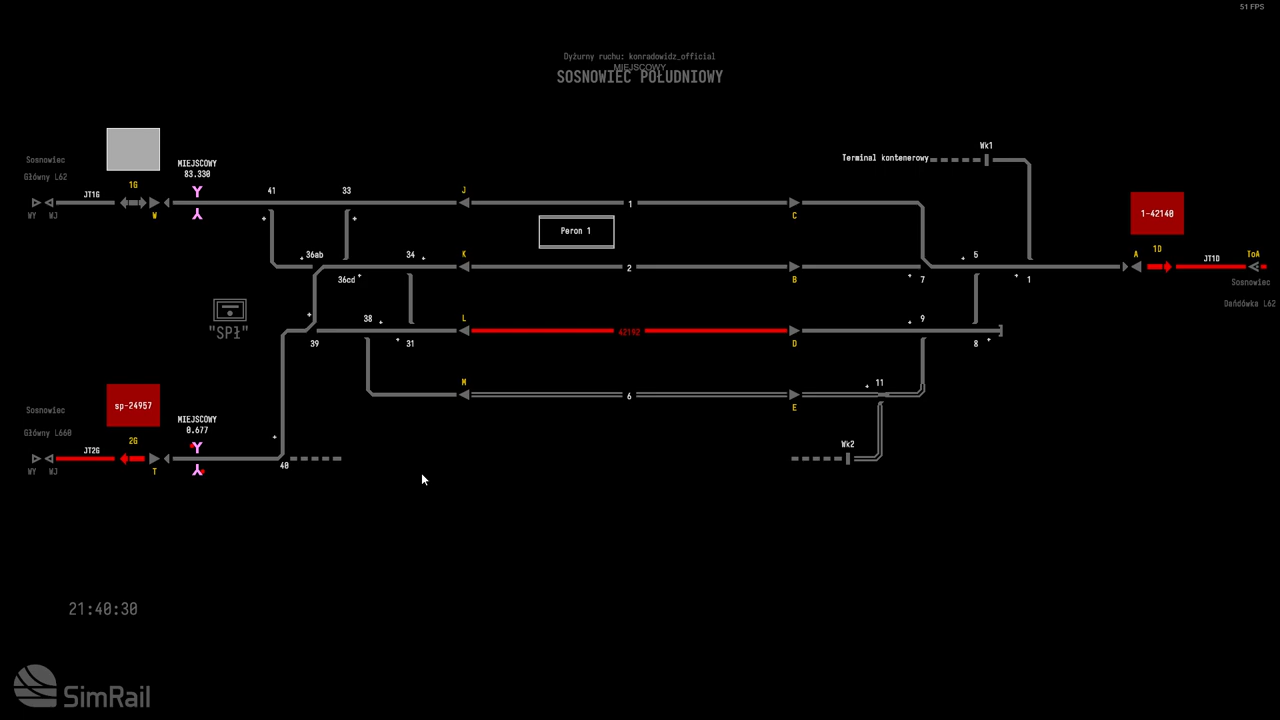 51 FPS
Dyżurny ruchu: konradowidz_official
MIEJSCOWY
SOSNOWIEC POŁUDNIOWY
Sosnowiec
Główny L62
1G
JT1G
WY WJ
W
MIEJSCOWY
83.330
41
33
J
1
C
Terminal kontenerowy
Wk1
1-42140
1D
A
JT1D
ToA
Sosnowiec
Dańdówka L62
Peron 1
36ab
36cd
34
K
2
B
7
5
1
"SPł"
39
38
31
L
42192
D
9
8
M
6
E
11
Wk2
Sosnowiec
Główny L660
sp-24957
2G
JT2G
WY WJ
T
MIEJSCOWY
0.677
40
21:40:30
SimRail